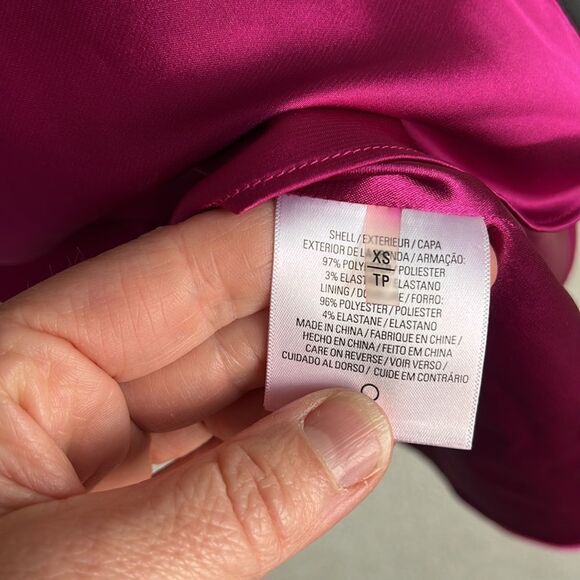 SHELL / EXTERIEUR / CAPA
EXTERIOR DE / ARMAÇÃO:
97% / POLIESTER
3% ELASTANO
LINING / FORRO:
96% POLYESTER / POLIESTER
4% ELASTANE / ELASTANO
MADE IN CHINA / FABRIQUE EN CHINE /
HECHO EN CHINA / FEITO EM CHINA
CARE ON REVERSE / VOIR VERSO /
CUIDADO AL DORSO / CUIDE EM CONTRÁRIO
XS
TP